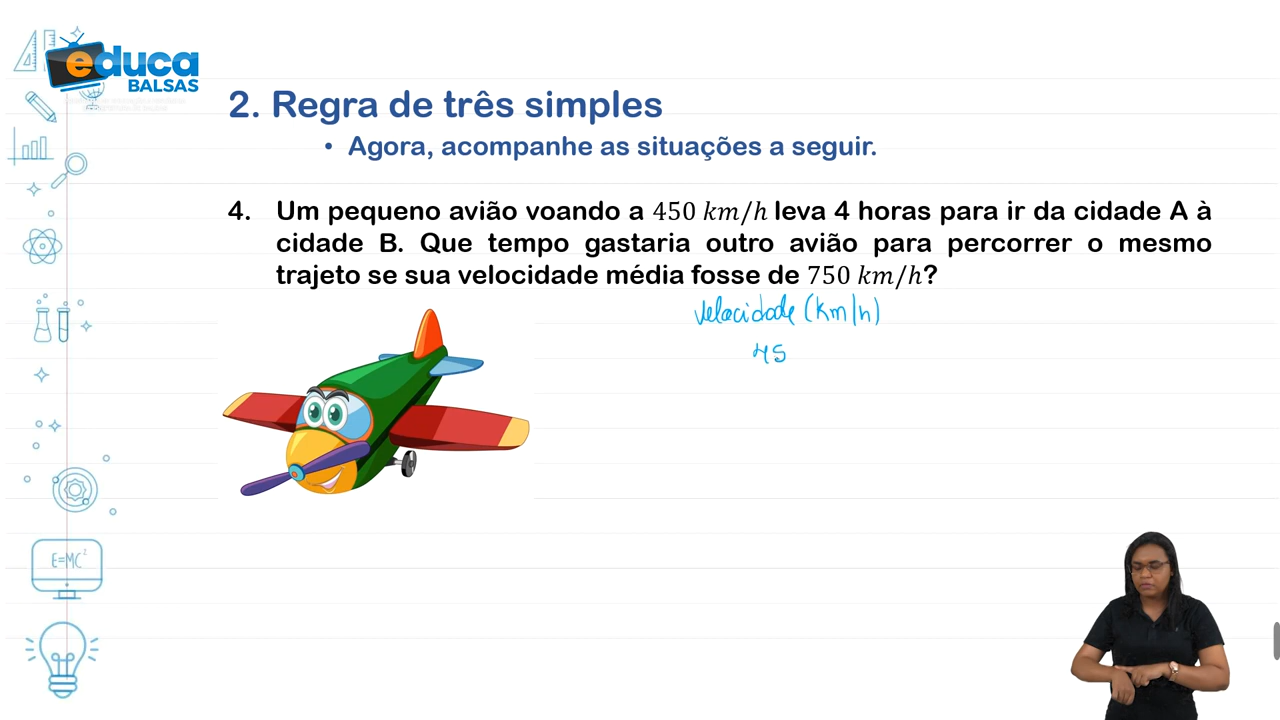 educa
BALSAS
2. Regra de três simples
• Agora, acompanhe as situações a seguir.
4. Um pequeno avião voando a 450 km/h leva 4 horas para ir da cidade A à
cidade B. Que tempo gastaria outro avião para percorrer o mesmo
trajeto se sua velocidade média fosse de 750 km/h?
Velocidade (km/h)
45
E=MC²